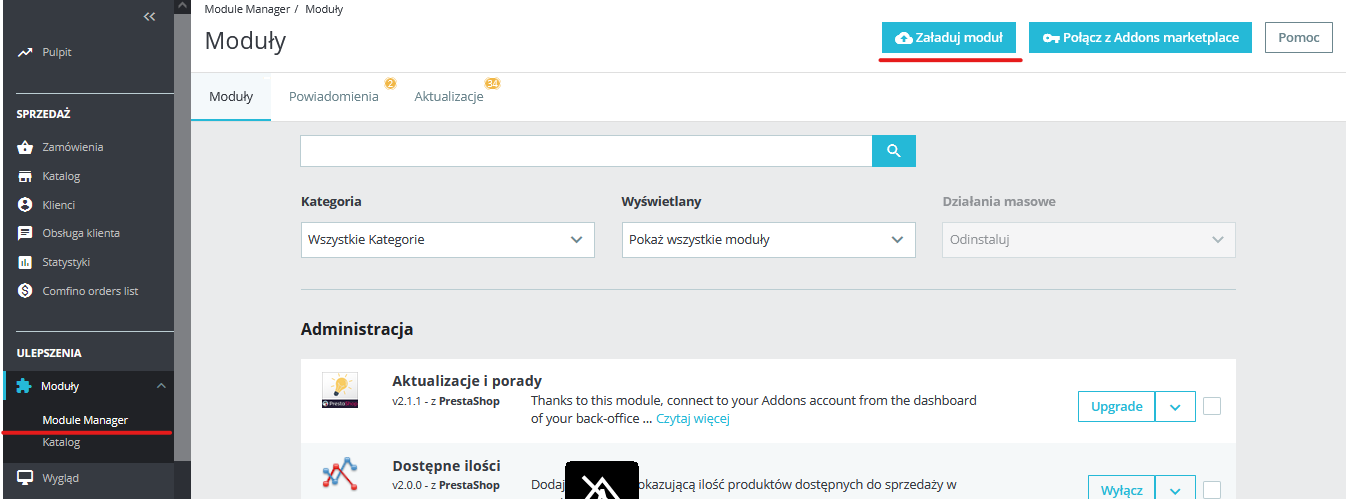 Module Manager / Moduły
Moduły
Załaduj moduł
Połącz z Addons marketplace
Pomoc
Pulpit
SPRZEDAŻ
Zamówienia
Katalog
Klienci
Obsługa klienta
Statystyki
Comfino orders list
ULEPSZENIA
Moduły
Module Manager
Katalog
Wygląd
Moduły
Powiadomienia 2
Aktualizacje 34
Kategoria
Wyświetlany
Działania masowe
Wszystkie Kategorie
Pokaż wszystkie moduły
Odinstaluj
Administracja
Aktualizacje i porady
v2.1.1 - z PrestaShop
Thanks to this module, connect to your Addons account from the dashboard
of your back-office ... Czytaj więcej
Upgrade
Dostępne ilości
v2.0.0 - z PrestaShop
Dodaj okazującą ilość produktów dostępnych do sprzedaży w
Wyłącz